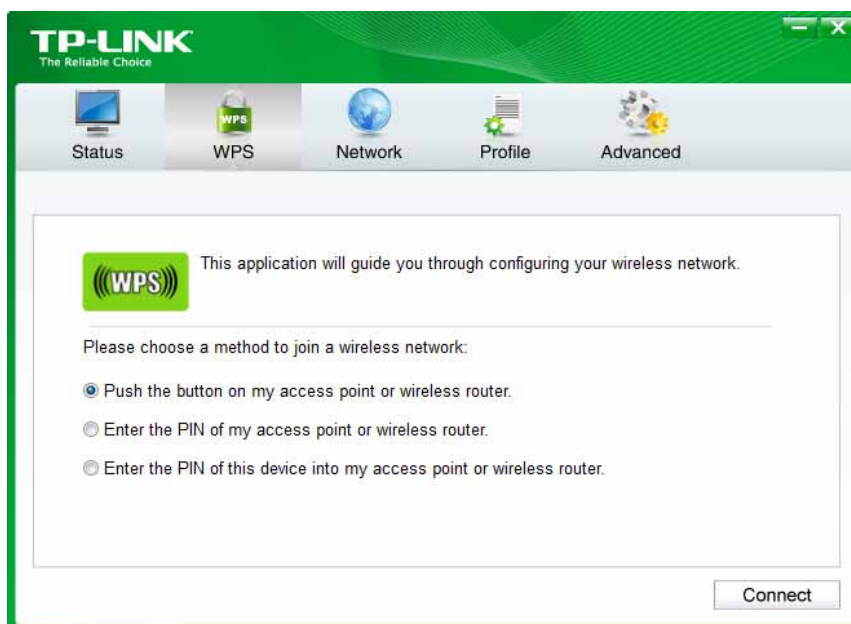 TP-LINK
The Reliable Choice
Status
WPS
WPS
Network
Profile
Advanced
WPS
This application will guide you through configuring your wireless network.
Please choose a method to join a wireless network:
Push the button on my access point or wireless router.
Enter the PIN of my access point or wireless router.
Enter the PIN of this device into my access point or wireless router.
Connect